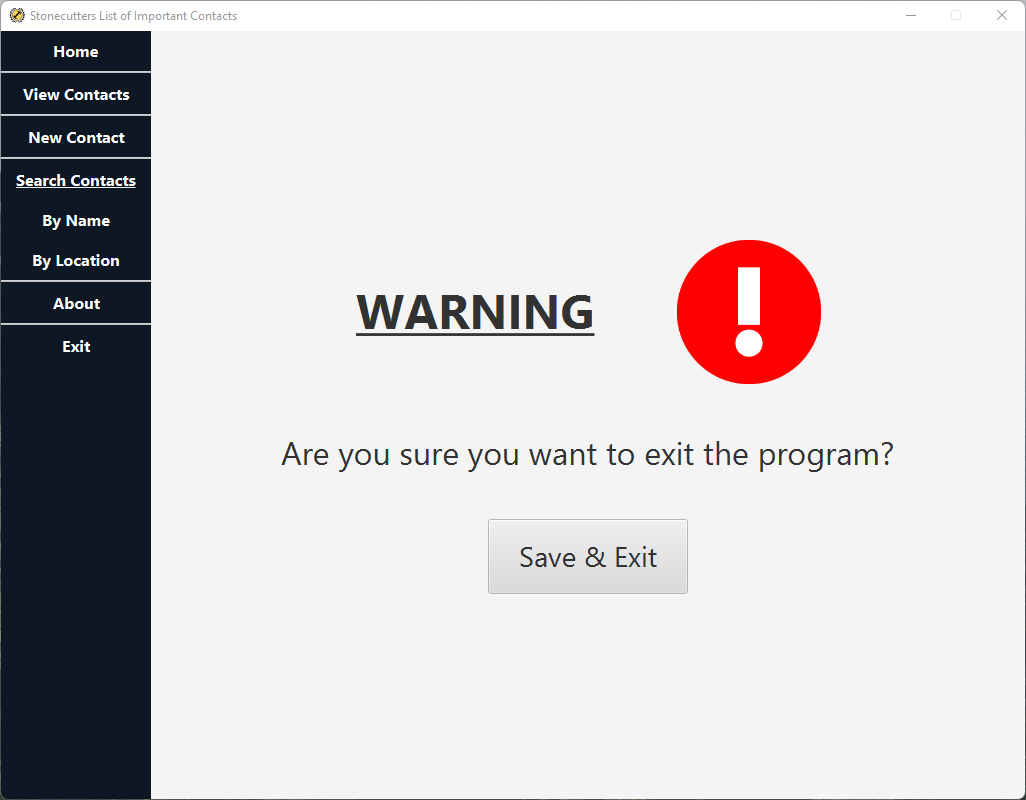 Stonecutters List of Important Contacts
Home
View Contacts
New Contact
Search Contacts
By Name
By Location
About
Exit
WARNING
Are you sure you want to exit the program?
Save & Exit